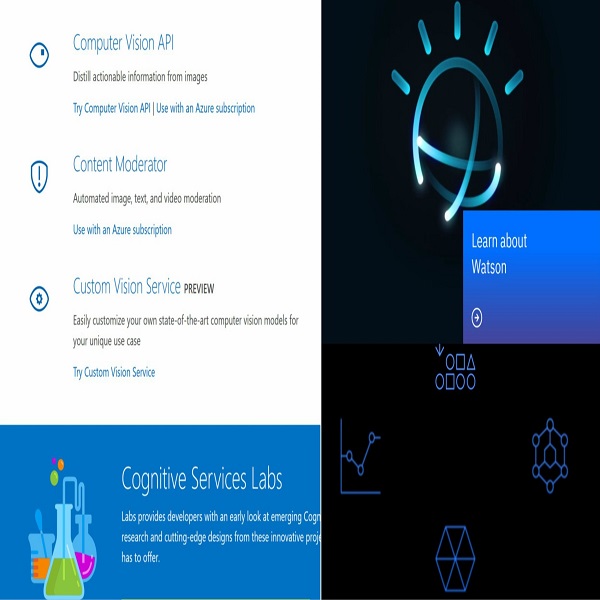 Computer Vision API
Distill actionable information from images
Try Computer Vision API | Use with an Azure subscription
Content Moderator
Automated image, text, and video moderation
Use with an Azure subscription
Custom Vision Service PREVIEW
Easily customize your own state-of-the-art computer vision models for
your unique use case
Try Custom Vision Service
Cognitive Services Labs
Labs provides developers with an early look at emerging Cogn
research and cutting-edge designs from these innovative proje
has to offer.
Learn about
Watson